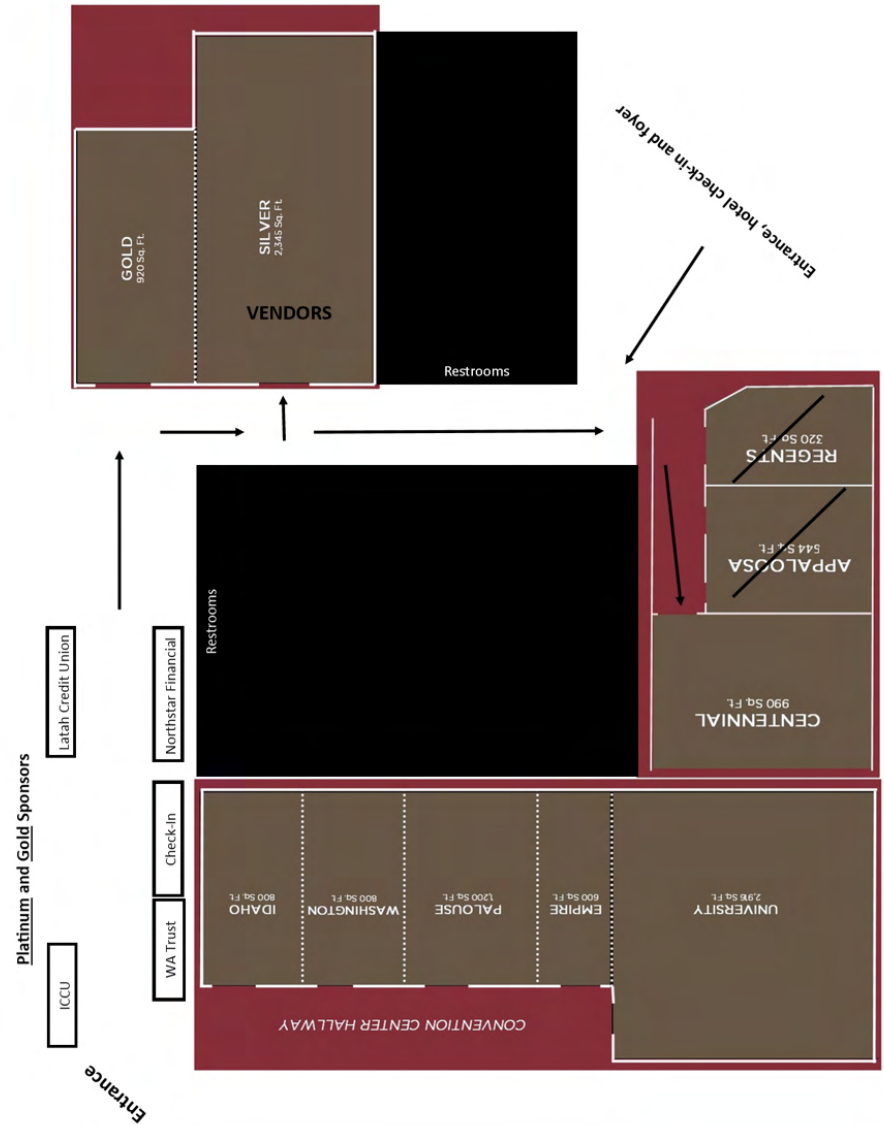 GOLD
920 Sq. Ft.
SILVER
2,345 Sq. Ft.
VENDORS
Restrooms
Entrance, hotel check-in and foyer
REGENTS
320 Sq. Ft.
APPALOOSA
544 Sq. Ft.
CENTENNIAL
990 Sq. Ft.
Restrooms
Platinum and Gold Sponsors
Latah Credit Union
Northstar Financial
Check-In
WA Trust
ICCU
Entrance
IDAHO
800 Sq. Ft.
WASHINGTON
800 Sq. Ft.
PALOUSE
1,200 Sq. Ft.
EMPIRE
600 Sq. Ft.
UNIVERSITY
2,916 Sq. Ft.
CONVENTION CENTER HALLWAY